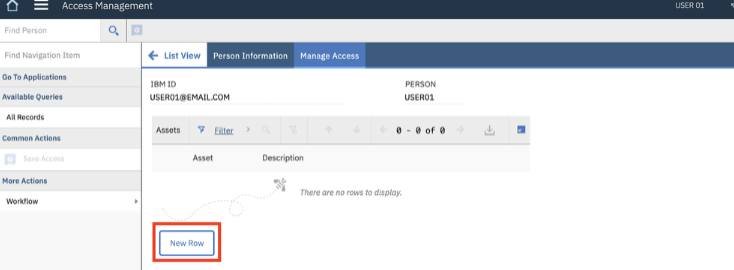 Access Management
USER 01
Find Person
Find Navigation Item
Go To Applications
Available Queries
All Records
Common Actions
Save Access
More Actions
Workflow
List View
Person Information
Manage Access
IBM ID
PERSON
USER01@EMAIL.COM
USER01
Assets
Filter
0 - 0 of 0
Asset
Description
There are no rows to display.
New Row